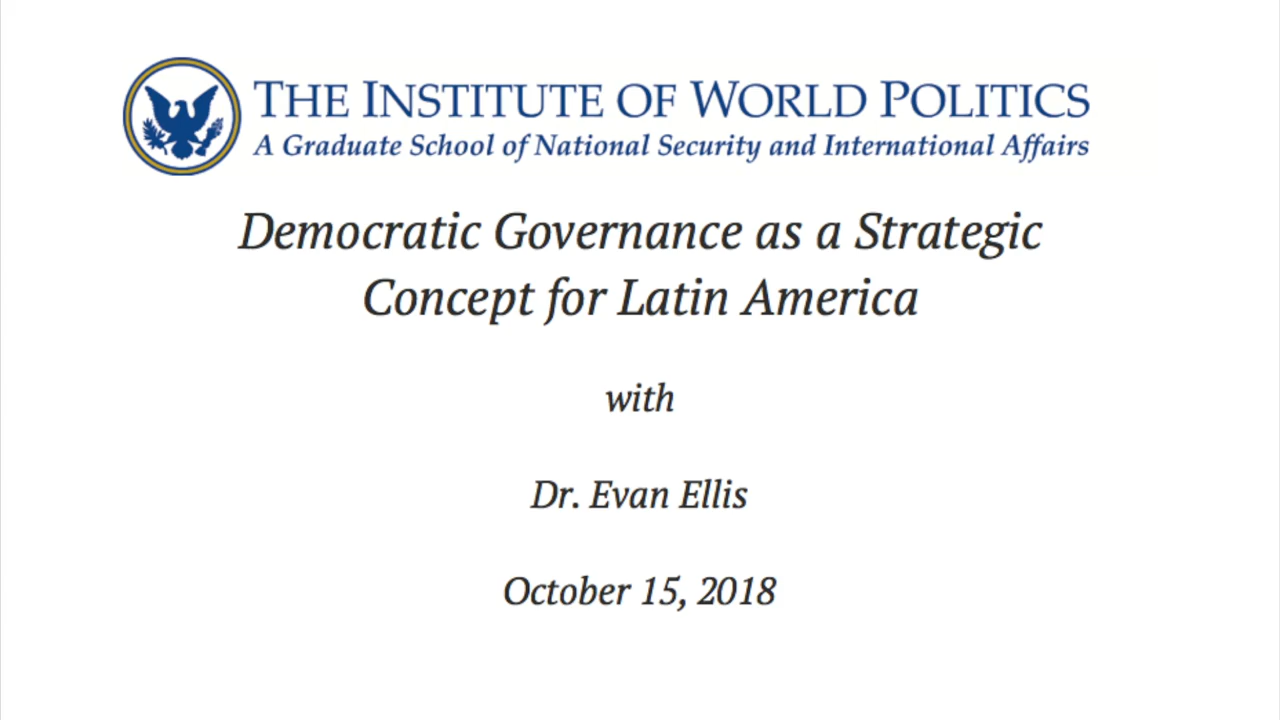 THE INSTITUTE OF WORLD POLITICS
A Graduate School of National Security and International Affairs
Democratic Governance as a Strategic
Concept for Latin America
with
Dr. Evan Ellis
October 15, 2018